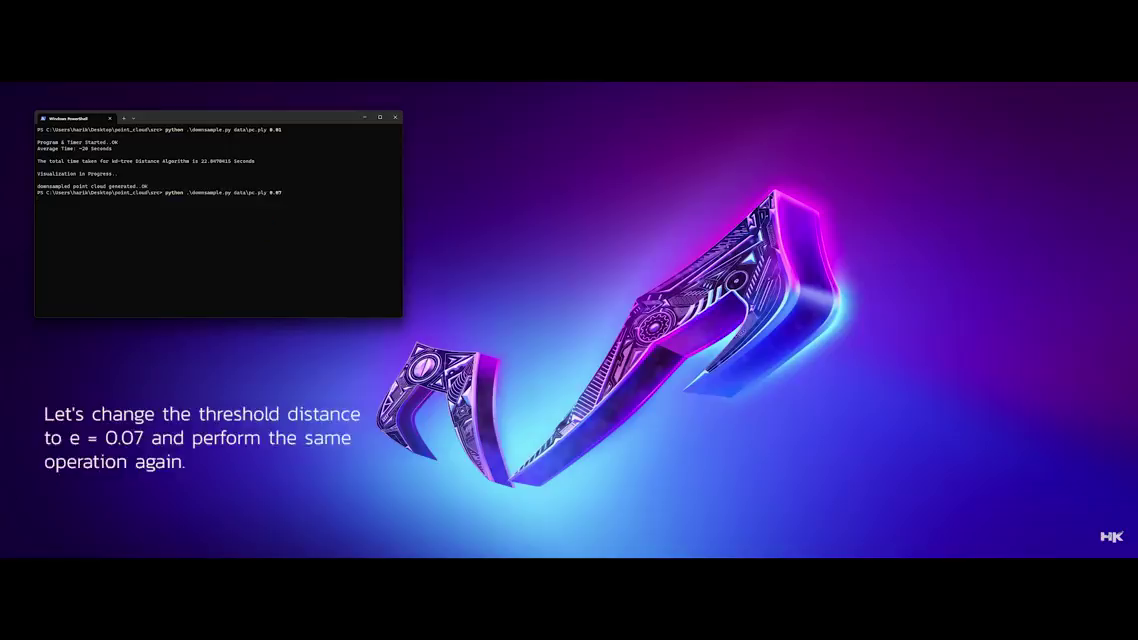 Windows PowerShell
PS C:\Users\harik\Desktop\point_cloud\src> python .\downsample.py data\pc.ply 0.01
Program & Timer Started..OK
Average Time: ~20 Seconds
The total time taken for kd-tree Distance Algorithm is 22.8470415 Seconds
Visualization in Progress..
downsampled point cloud generated..OK
PS C:\Users\harik\Desktop\point_cloud\src> python .\downsample.py data\pc.ply 0.07
Let's change the threshold distance
to e = 0.07 and perform the same
operation again.
HK